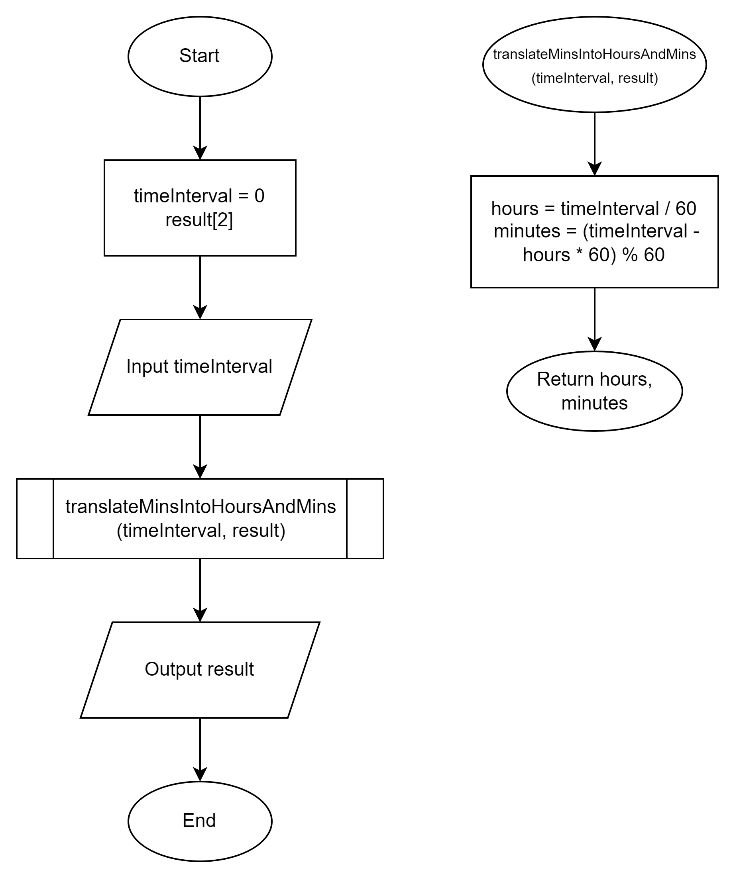 Start
timeInterval = 0
result[2]
Input timeInterval
translateMinsIntoHoursAndMins
(timeInterval, result)
Output result
End
translateMinsIntoHoursAndMins
(timeInterval, result)
hours = timeInterval / 60
minutes = (timeInterval -
hours * 60) % 60
Return hours,
minutes